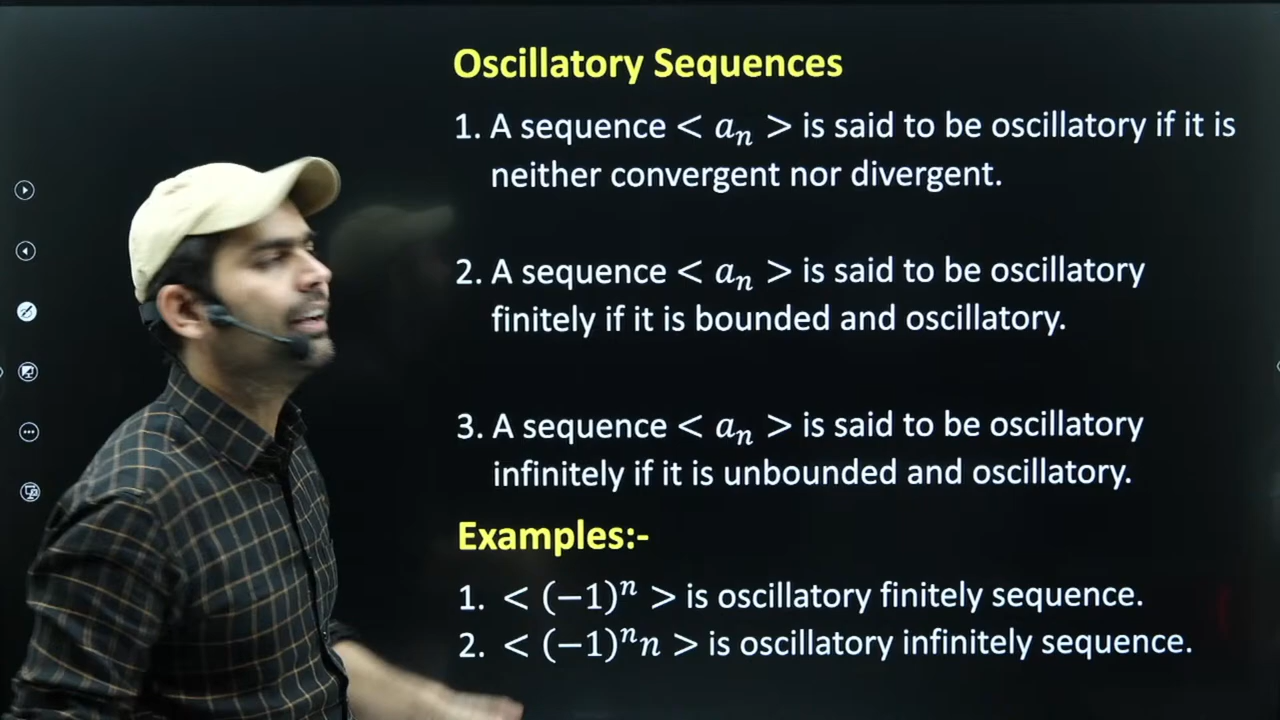 Oscillatory Sequences
1. A sequence < aₙ > is said to be oscillatory if it is
neither convergent nor divergent.
2. A sequence < aₙ > is said to be oscillatory
finitely if it is bounded and oscillatory.
3. A sequence < aₙ > is said to be oscillatory
infinitely if it is unbounded and oscillatory.
Examples:-
1. < (−1)ⁿ > is oscillatory finitely sequence.
2. < (−1)ⁿn > is oscillatory infinitely sequence.